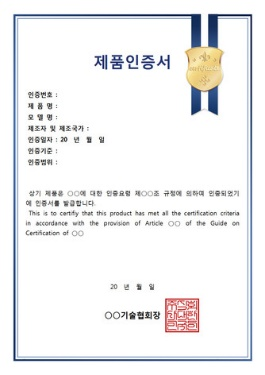 제품인증서
인증번호 :
제 품 명 :
모 델 명 :
제조자 및 제조국가 :
인증일자 : 20   년   월   일
인증기준 :
인증범위 :
상기 제품은 ○○에 대한 인증요령 제○○조 규정에 의하여 인증되었기
에 인증서를 발급합니다.
This is to certifiy that this product has met all the certification criteria
in accordance with the provision of Article ○○ of the Guide on
Certification of ○○
20   년   월   일
○○기술협회장